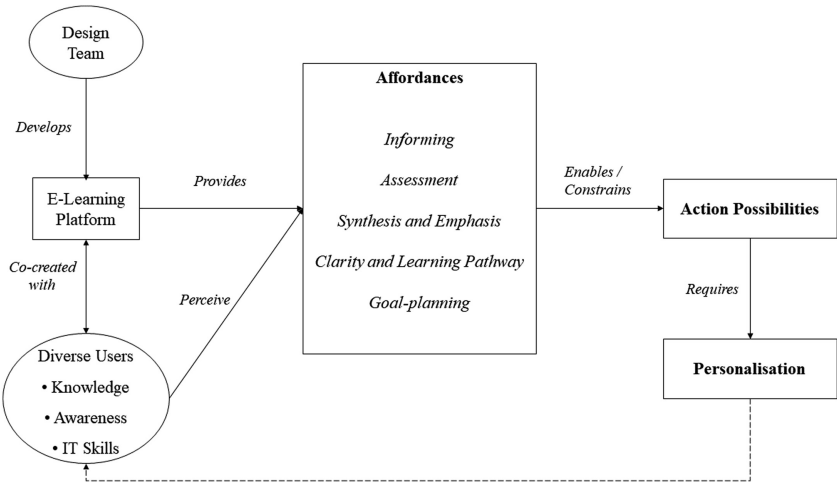 Design
Team
Develops
E-Learning
Platform
Co-created
with
Diverse Users
• Knowledge
• Awareness
• IT Skills
Provides
Perceive
Affordances
Informing
Assessment
Synthesis and Emphasis
Clarity and Learning Pathway
Goal-planning
Enables /
Constrains
Action Possibilities
Requires
Personalisation